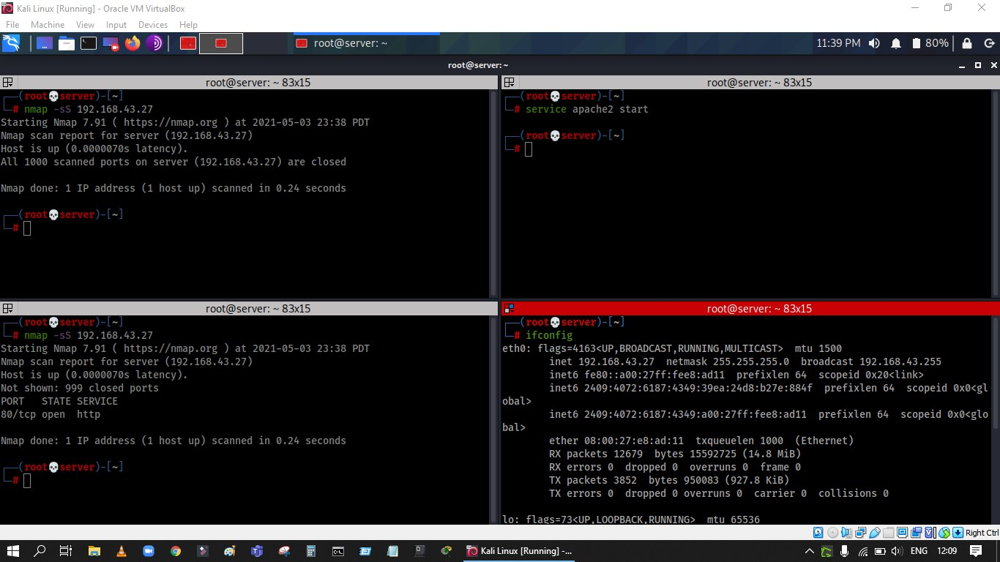 Kali Linux [Running] - Oracle VM VirtualBox
File Machine View Input Devices Help
root@server: ~
11:39 PM 80%
root@server: ~
root@server: ~ 83x15
(root💀server)-[~]
# nmap -sS 192.168.43.27
Starting Nmap 7.91 ( https://nmap.org ) at 2021-05-03 23:38 PDT
Nmap scan report for server (192.168.43.27)
Host is up (0.0000070s latency).
All 1000 scanned ports on server (192.168.43.27) are closed
Nmap done: 1 IP address (1 host up) scanned in 0.24 seconds
(root💀server)-[~]
#
root@server: ~ 83x15
(root💀server)-[~]
# service apache2 start
(root💀server)-[~]
#
root@server: ~ 83x15
(root💀server)-[~]
# nmap -sS 192.168.43.27
Starting Nmap 7.91 ( https://nmap.org ) at 2021-05-03 23:38 PDT
Nmap scan report for server (192.168.43.27)
Host is up (0.0000070s latency).
Not shown: 999 closed ports
PORT   STATE SERVICE
80/tcp open  http
Nmap done: 1 IP address (1 host up) scanned in 0.24 seconds
(root💀server)-[~]
#
root@server: ~ 83x15
(root💀server)-[~]
# ifconfig
eth0: flags=4163<UP,BROADCAST,RUNNING,MULTICAST>  mtu 1500
inet 192.168.43.27  netmask 255.255.255.0  broadcast 192.168.43.255
inet6 fe80::a00:27ff:fee8:ad11  prefixlen 64  scopeid 0x20<link>
inet6 2409:4072:6187:4349:39ea:24d8:b27e:884f  prefixlen 64  scopeid 0x0<gl
obal>
inet6 2409:4072:6187:4349:a00:27ff:fee8:ad11  prefixlen 64  scopeid 0x0<glo
bal>
ether 08:00:27:e8:ad:11  txqueuelen 1000  (Ethernet)
RX packets 12679  bytes 15592725 (14.8 MiB)
RX errors 0  dropped 0  overruns 0  frame 0
TX packets 3852  bytes 950083 (927.8 KiB)
TX errors 0  dropped 0 overruns 0  carrier 0  collisions 0
lo: flags=73<UP,LOOPBACK,RUNNING>  mtu 65536
Right Ctrl
Kali Linux [Running] -...
ENG 12:09